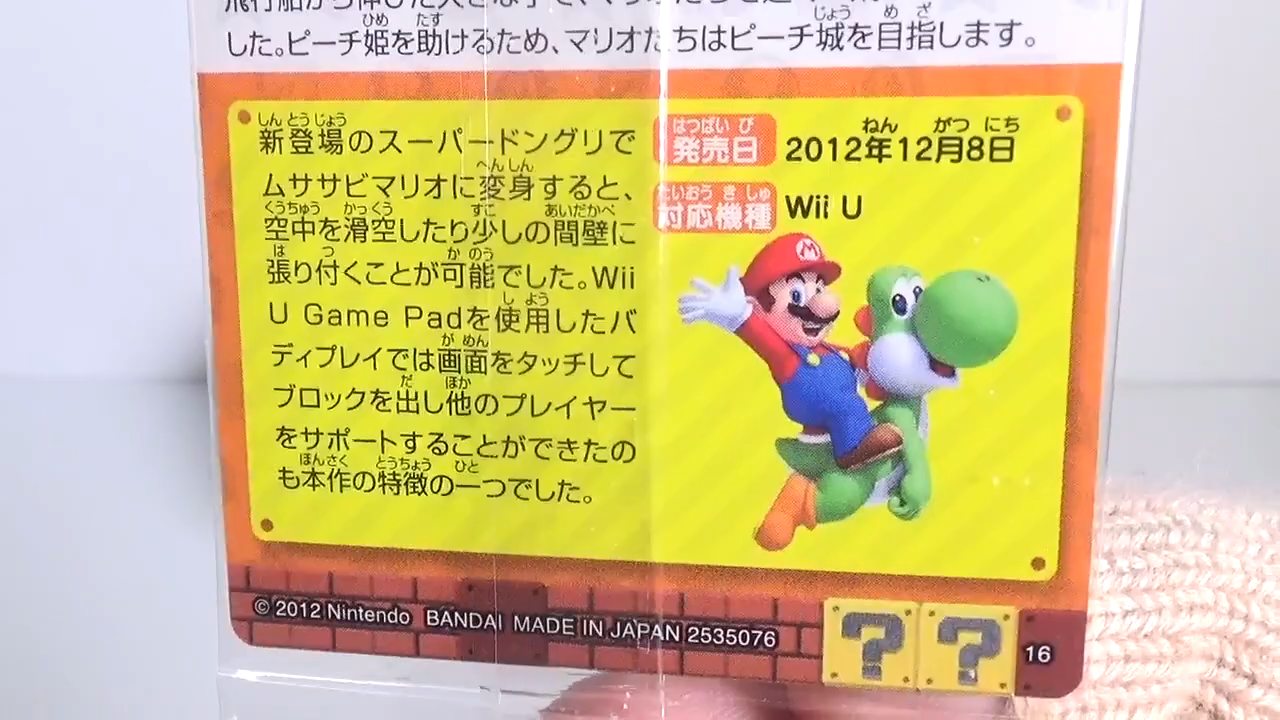 した。ピーチ姫を助けるため、マリオたちはピーチ城を目指します。
新登場のスーパードングリで
ムササビマリオに変身すると、
空中を滑空したり少しの間壁に
張り付くことが可能でした。Wii
U Game Padを使用したバ
ディプレイでは画面をタッチして
ブロックを出し他のプレイヤー
をサポートすることができたの
も本作の特徴の一つでした。
発売日 2012年12月8日
対応機種 Wii U
© 2012 Nintendo BANDAI MADE IN JAPAN 2535076
? ? 16